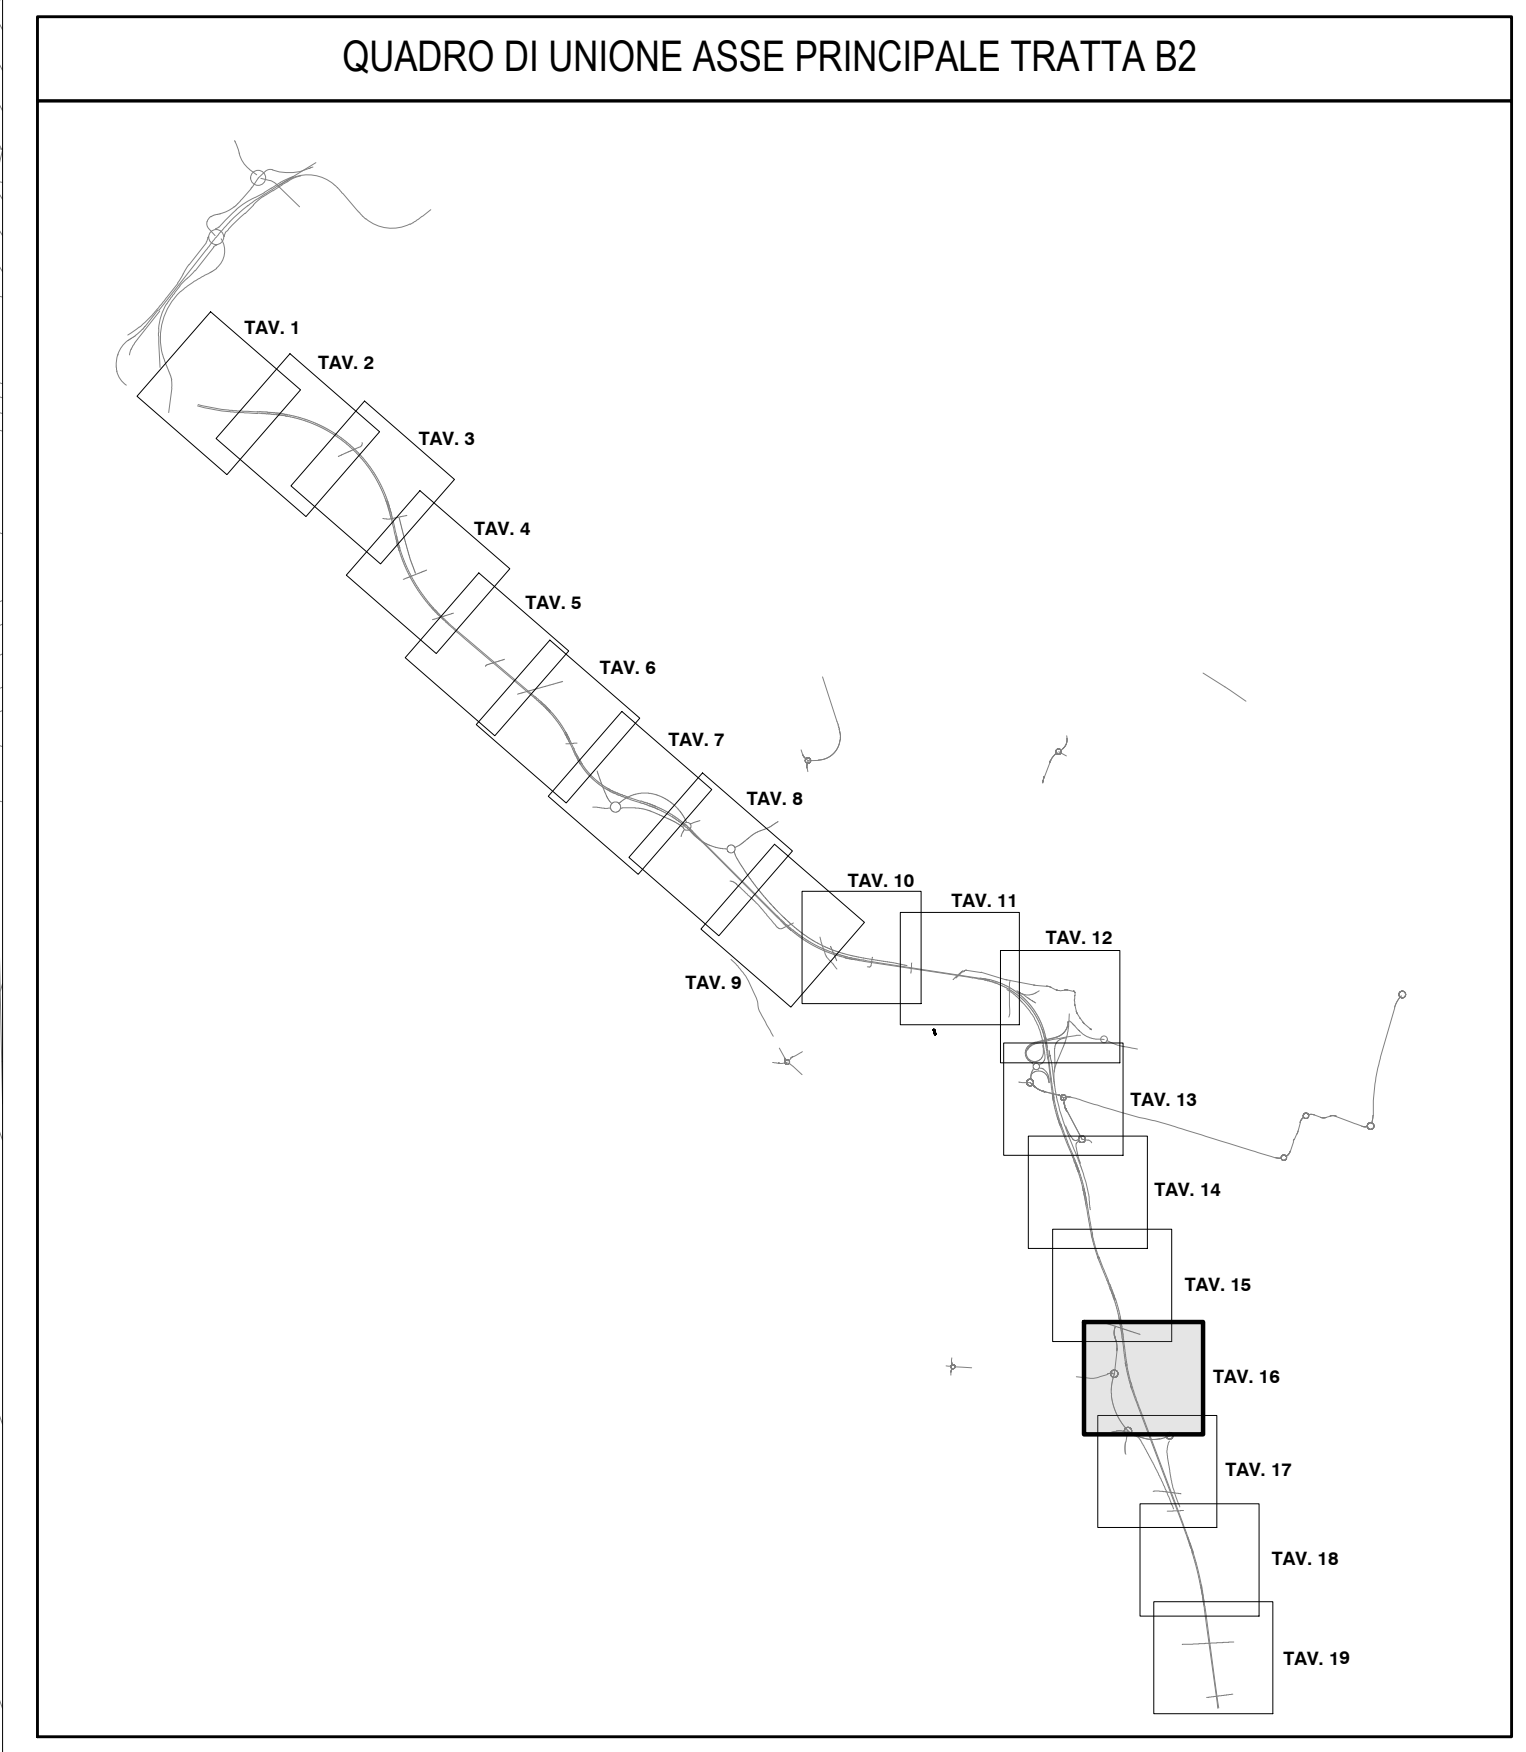 QUADRO DI UNIONE ASSE PRINCIPALE TRATTA B2
TAV. 1
TAV. 2
TAV. 3
TAV. 4
TAV. 5
TAV. 6
TAV. 7
TAV. 8
TAV. 10
TAV. 11
TAV. 12
TAV. 9
TAV. 13
TAV. 14
TAV. 15
TAV. 16
TAV. 17
TAV. 18
TAV. 19